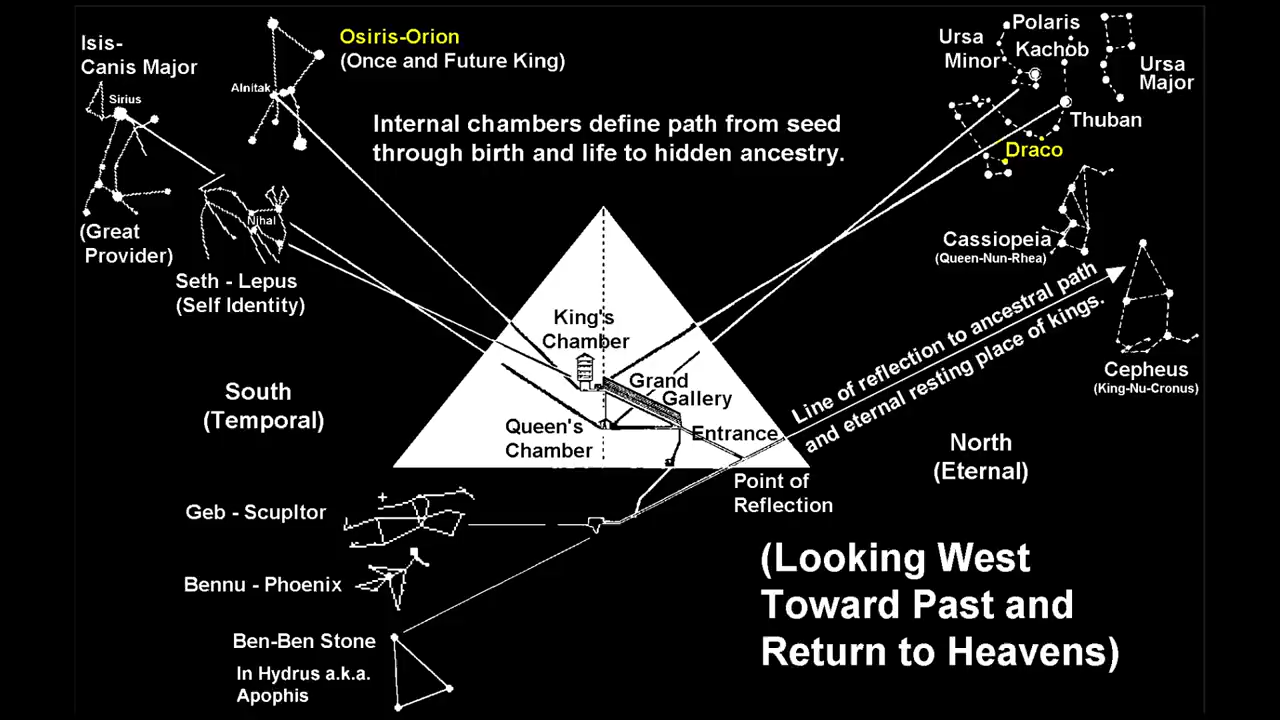 Isis-
Canis Major
Sirius
(Great
Provider)
Osiris-Orion
(Once and Future King)
Alnitak
Nihal
Seth - Lepus
(Self Identity)
Internal chambers define path from seed
through birth and life to hidden ancestry.
Polaris
Ursa
Minor
Kachob
Ursa
Major
Thuban
Draco
Cassiopeia
(Queen-Nun-Rhea)
Cepheus
(King-Nu-Cronus)
Line of reflection to ancestral path
and eternal resting place of kings.
King's
Chamber
Grand
Gallery
Queen's
Chamber
Entrance
Point of
Reflection
South
(Temporal)
North
(Eternal)
Geb - Scupltor
Bennu - Phoenix
Ben-Ben Stone
In Hydrus a.k.a.
Apophis
(Looking West
Toward Past and
Return to Heavens)